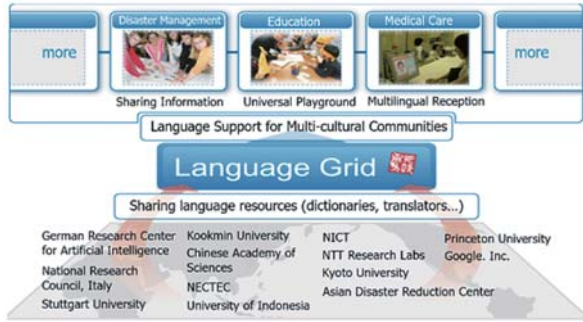 Disaster Management
Education
Medical Care
more
more
Sharing Information
Universal Playground
Multilingual Reception
Language Support for Multi-cultural Communities
Language Grid
Sharing language resources (dictionaries, translators...)
German Research Center
for Artificial Intelligence
National Research
Council, Italy
Stuttgart University
Kookmin University
Chinese Academy of
Sciences
NECTEC
University of Indonesia
NICT
NTT Research Labs
Kyoto University
Asian Disaster Reduction Center
Princeton University
Google. Inc.